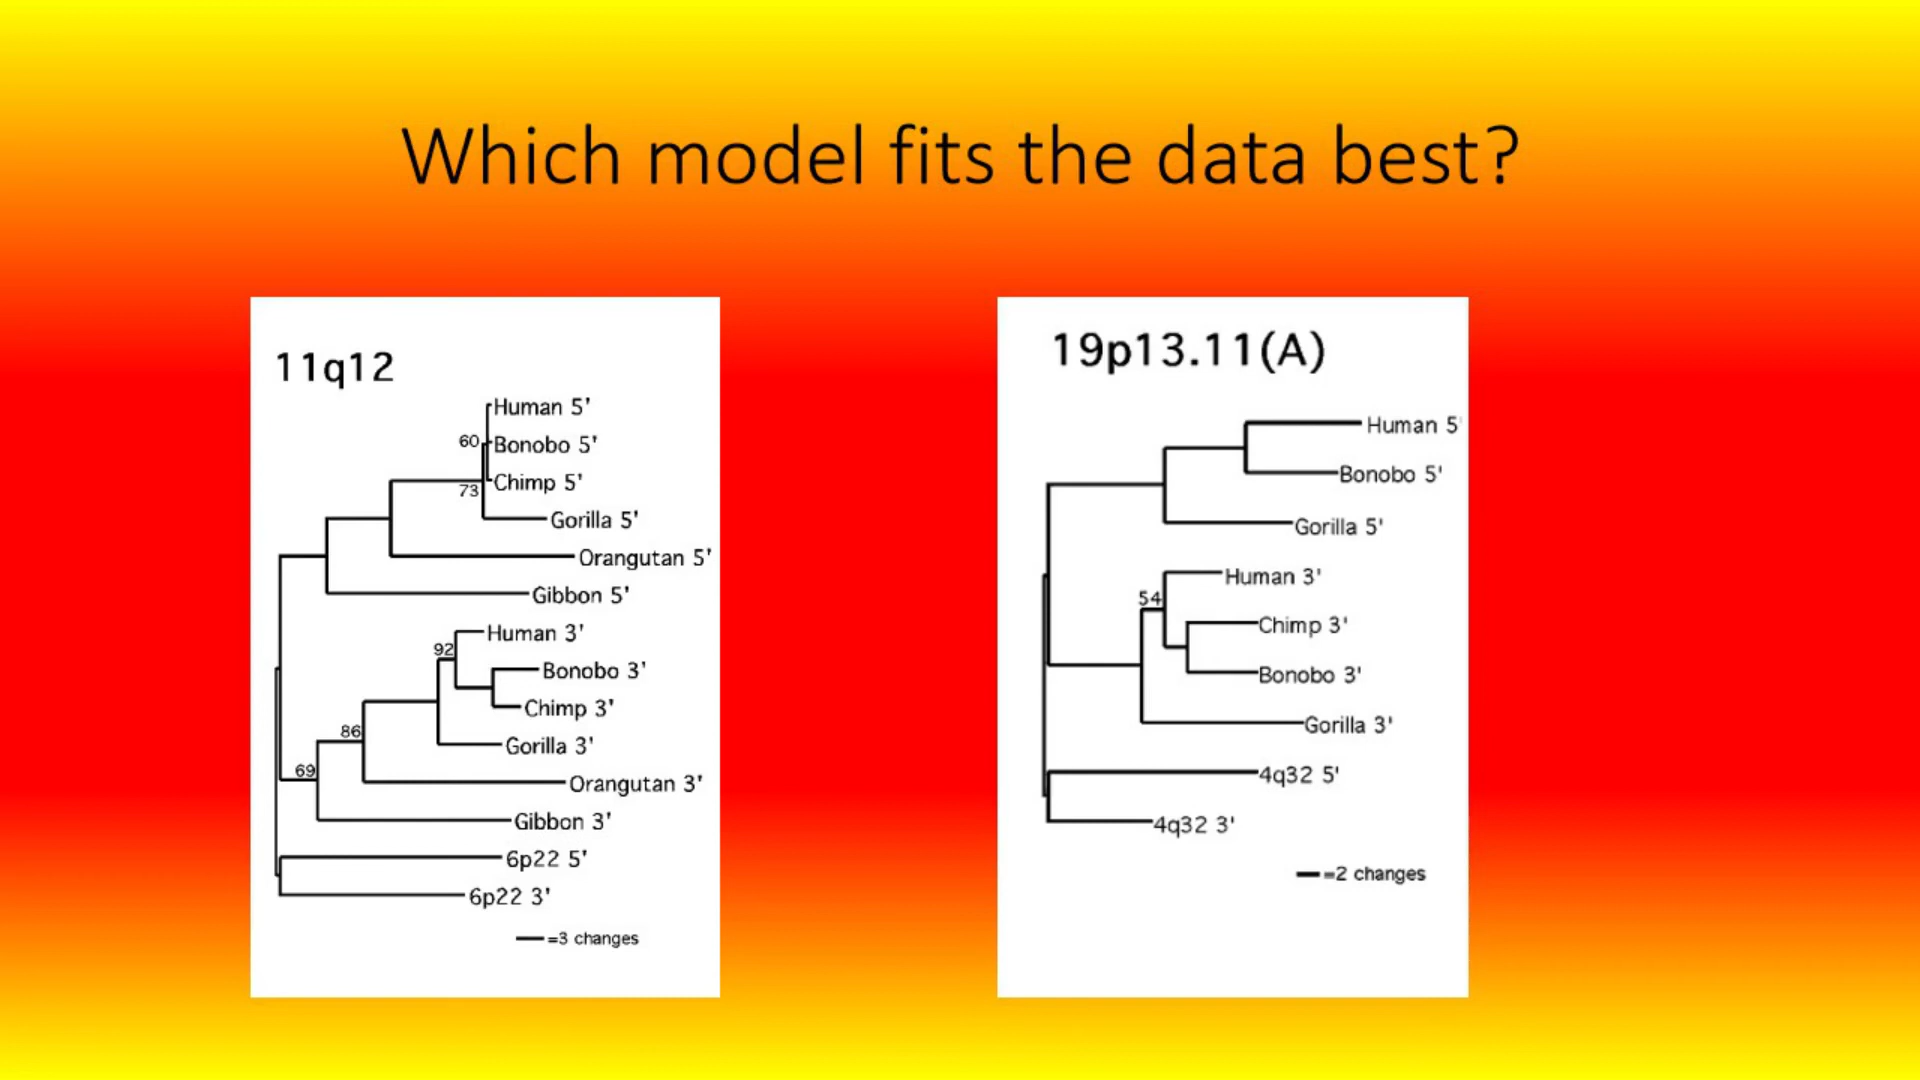 Which model fits the data best?
11q12
Human 5'
60
Bonobo 5'
73
Chimp 5'
Gorilla 5'
Orangutan 5'
Gibbon 5'
Human 3'
92
Bonobo 3'
Chimp 3'
86
Gorilla 3'
69
Orangutan 3'
Gibbon 3'
6p22 5'
6p22 3'
=3 changes
19p13.11(A)
Human 5'
Bonobo 5'
Gorilla 5'
Human 3'
54
Chimp 3'
Bonobo 3'
Gorilla 3'
4q32 5'
4q32 3'
=2 changes